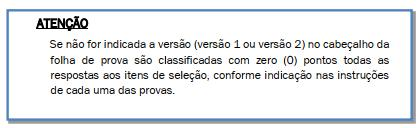 ATENÇÃO
Se não for indicada a versão (versão 1 ou versão 2) no cabeçalho da
folha de prova são classificadas com zero (0) pontos todas as
respostas aos itens de seleção, conforme indicação nas instruções
de cada uma das provas.